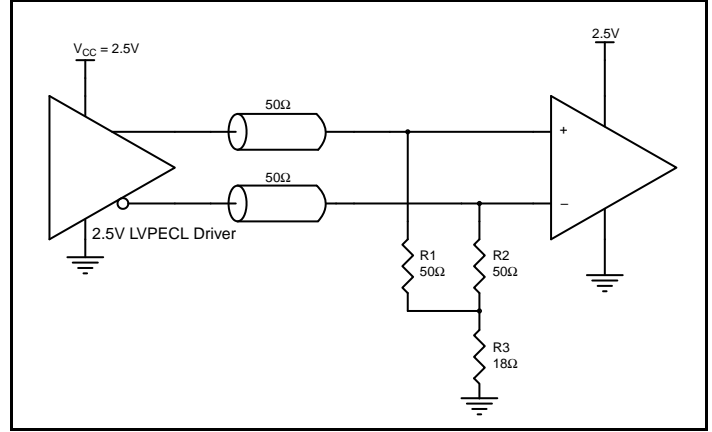 V_CC = 2.5V
2.5V
50Ω
+
50Ω
−
2.5V LVPECL Driver
R1
50Ω
R2
50Ω
R3
18Ω